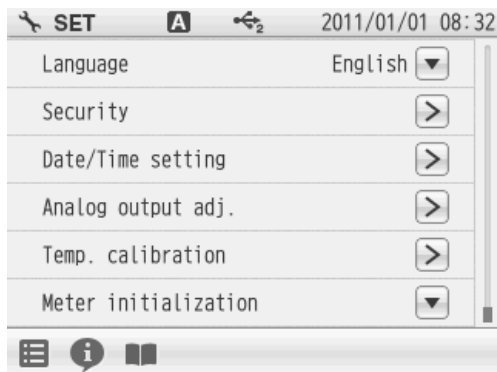 SET A 2 2011/01/01 08:32
Language English
Security
Date/Time setting
Analog output adj.
Temp. calibration
Meter initialization